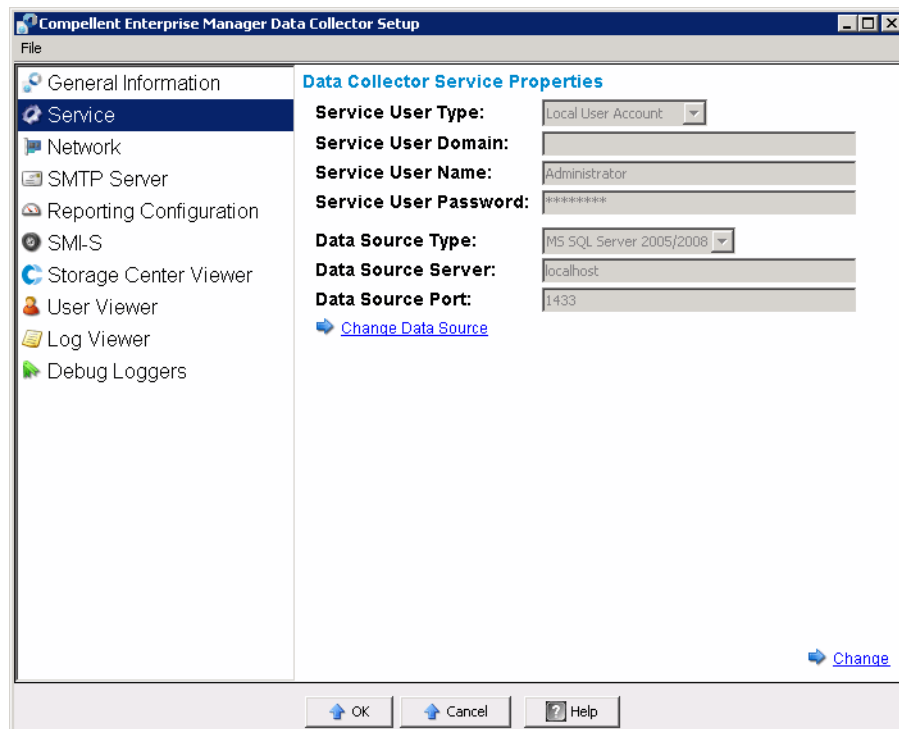 Compellent Enterprise Manager Data Collector Setup
File
General Information
Service
Network
SMTP Server
Reporting Configuration
SMI-S
Storage Center Viewer
User Viewer
Log Viewer
Debug Loggers
Data Collector Service Properties
Service User Type: Local User Account
Service User Domain:
Service User Name: Administrator
Service User Password: ********
Data Source Type: MS SQL Server 2005/2008
Data Source Server: localhost
Data Source Port: 1433
Change Data Source
Change
OK Cancel ? Help